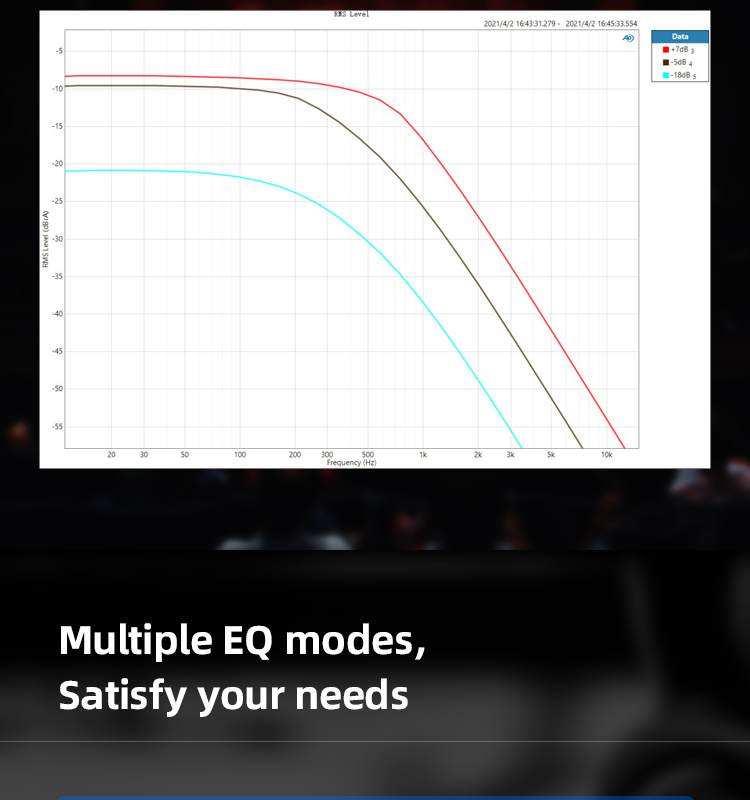 RMS Level
2021/4/2 16:43:31.279 - 2021/4/2 16:45:33.554
Data
+7dB 3
-5dB 4
-18dB 5
RMS Level (dBrA)
-5
-10
-15
-20
-25
-30
-35
-40
-45
-50
-55
20 30 50 100 200 300 500 1k 2k 3k 5k 10k
Frequency (Hz)
Multiple EQ modes,
Satisfy your needs